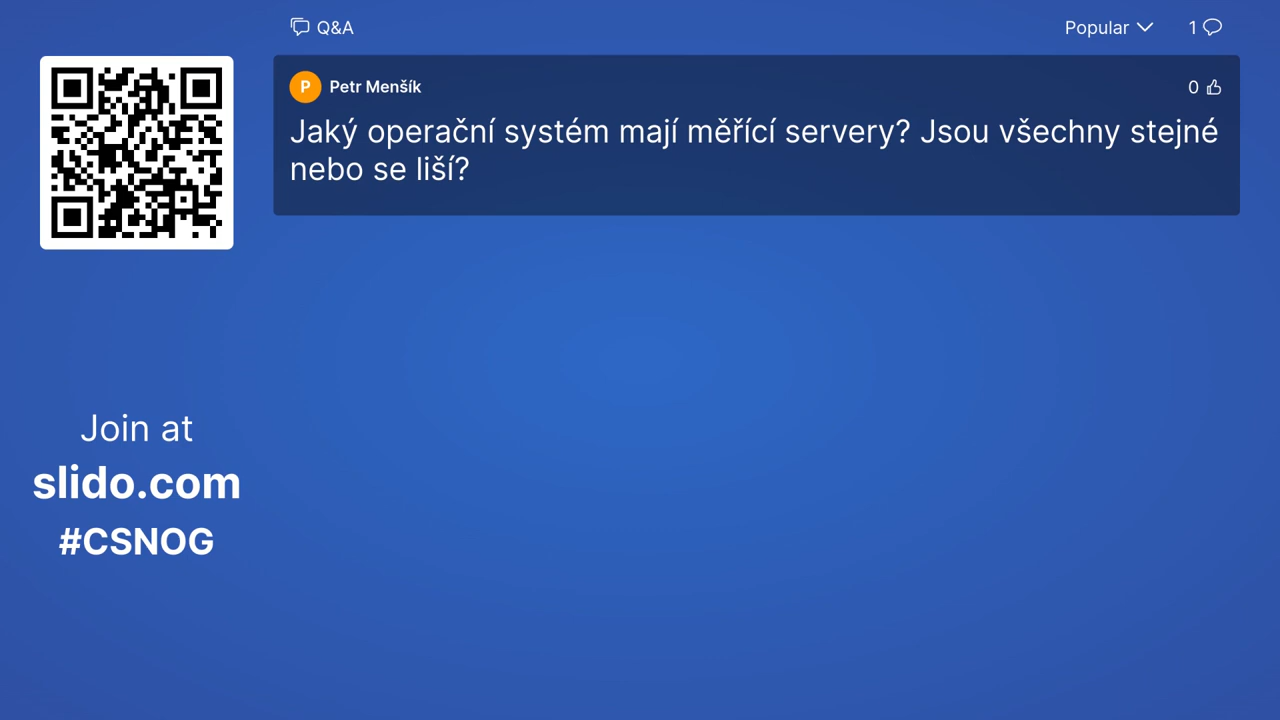 Q&A
Popular
1
P
Petr Menšík
0
Jaký operační systém mají měřící servery? Jsou všechny stejné
nebo se liší?
Join at
slido.com
#CSNOG